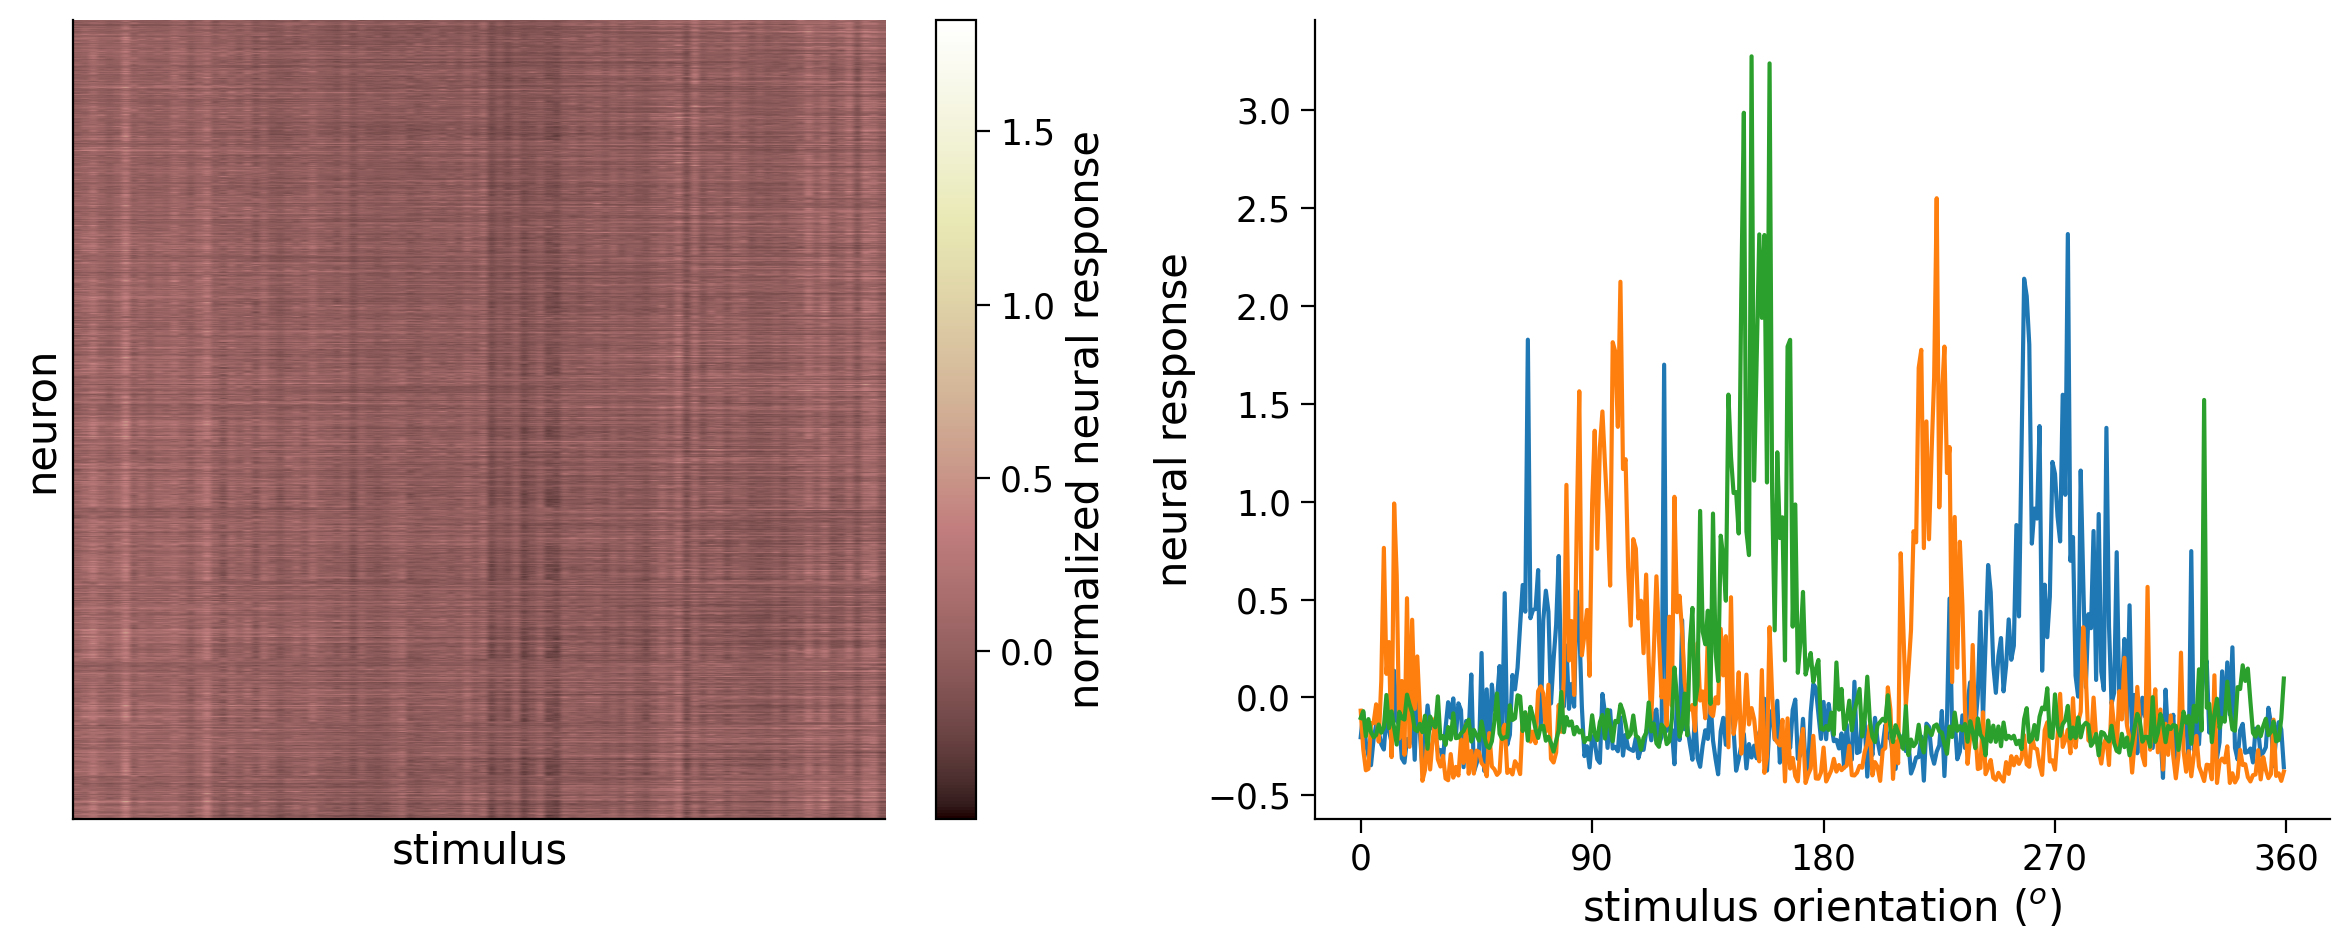 neuron
stimulus
1.5
1.0
0.5
0.0
normalized neural response
neural response
3.0
2.5
2.0
1.5
1.0
0.5
0.0
−0.5
0 90 180 270 360
stimulus orientation (°)